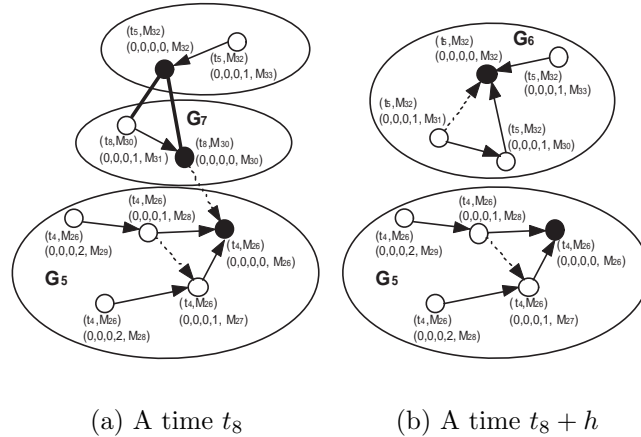 (t5,M32)
(0,0,0,0, M32)
(t5,M32)
(0,0,0,1, M33)
G7
(t8,M30)
(0,0,0,1, M31)
(t8,M30)
(0,0,0,0, M30)
(t4,M26)
(0,0,0,2, M29)
(t4,M26)
(0,0,0,1, M28)
(t4,M26)
(0,0,0,0, M26)
G5
(t4,M26)
(0,0,0,2, M28)
(t4,M26)
(0,0,0,1, M27)
(a) A time t8
(t5,M32)
(0,0,0,0, M32)
G6
(t5,M32)
(0,0,0,1, M33)
(t5,M32)
(0,0,0,1, M31)
(t5,M32)
(0,0,0,1, M30)
(t4,M26)
(0,0,0,2, M29)
(t4,M26)
(0,0,0,1, M28)
(t4,M26)
(0,0,0,0, M26)
G5
(t4,M26)
(0,0,0,2, M28)
(t4,M26)
(0,0,0,1, M27)
(b) A time t8 + h